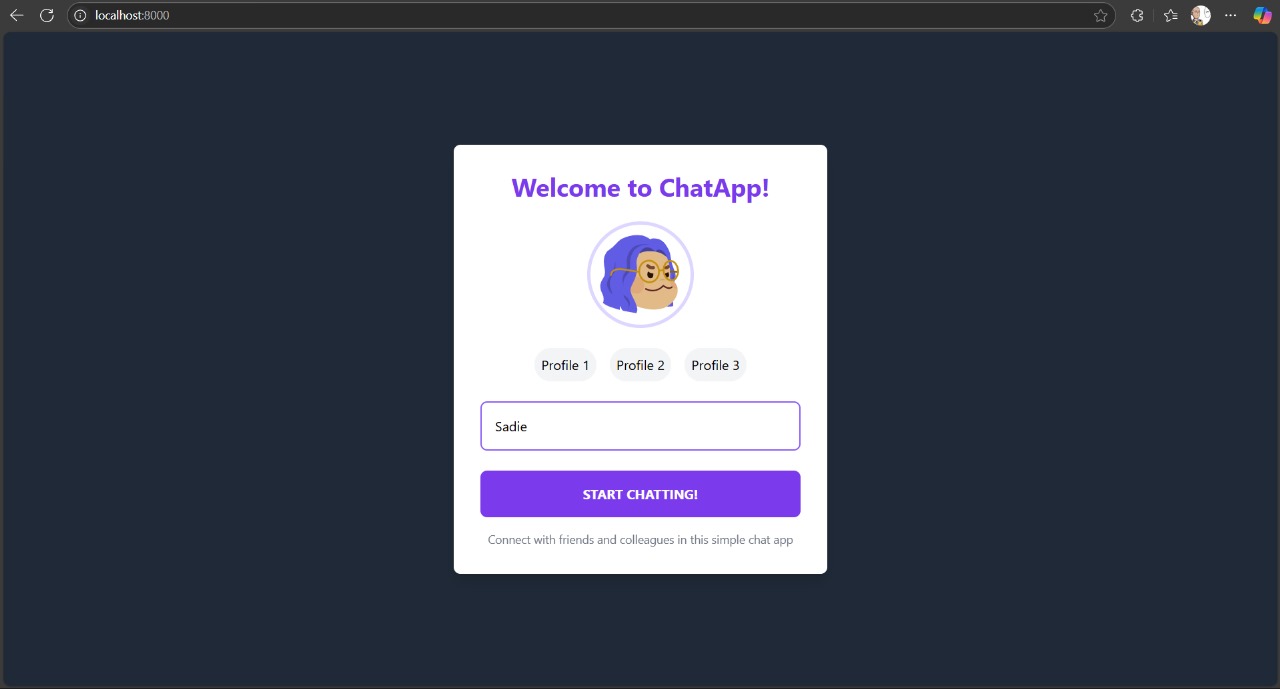 localhost:8000
Welcome to ChatApp!
Profile 1 Profile 2 Profile 3
Sadie
START CHATTING!
Connect with friends and colleagues in this simple chat app